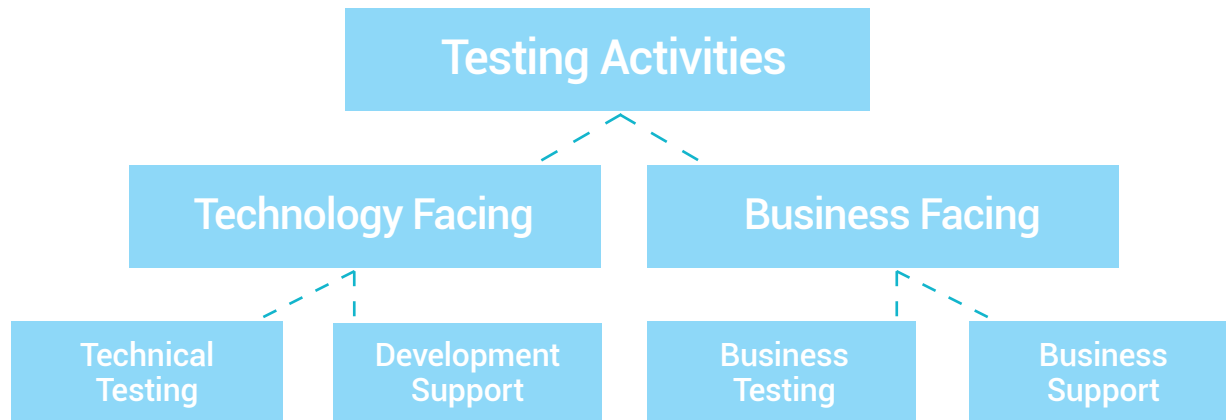 Testing Activities
Technology Facing
Business Facing
Technical
Testing
Development
Support
Business
Testing
Business
Support